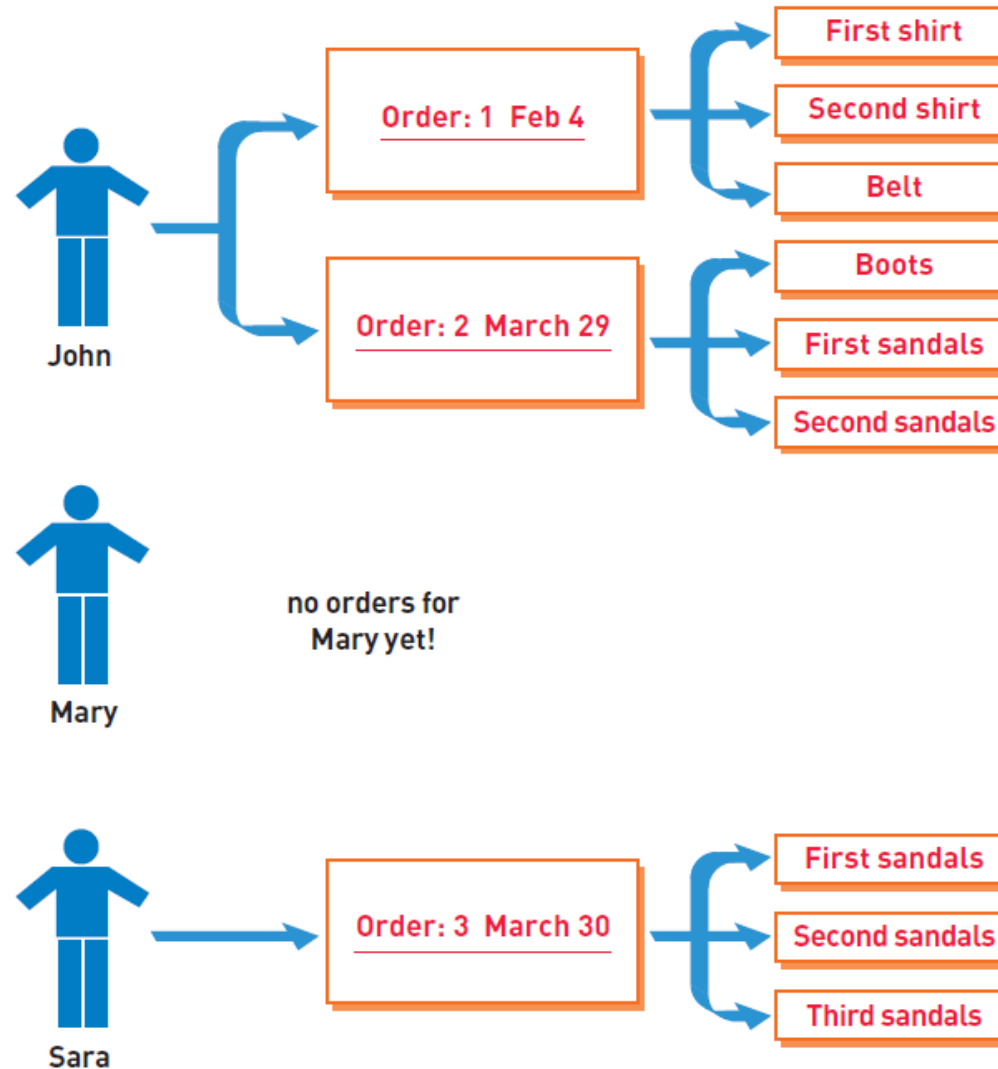 First shirt
Order: 1 Feb 4
Second shirt
Belt
Boots
Order: 2 March 29
First sandals
John
Second sandals
no orders for
Mary yet!
Mary
First sandals
Order: 3 March 30
Second sandals
Third sandals
Sara